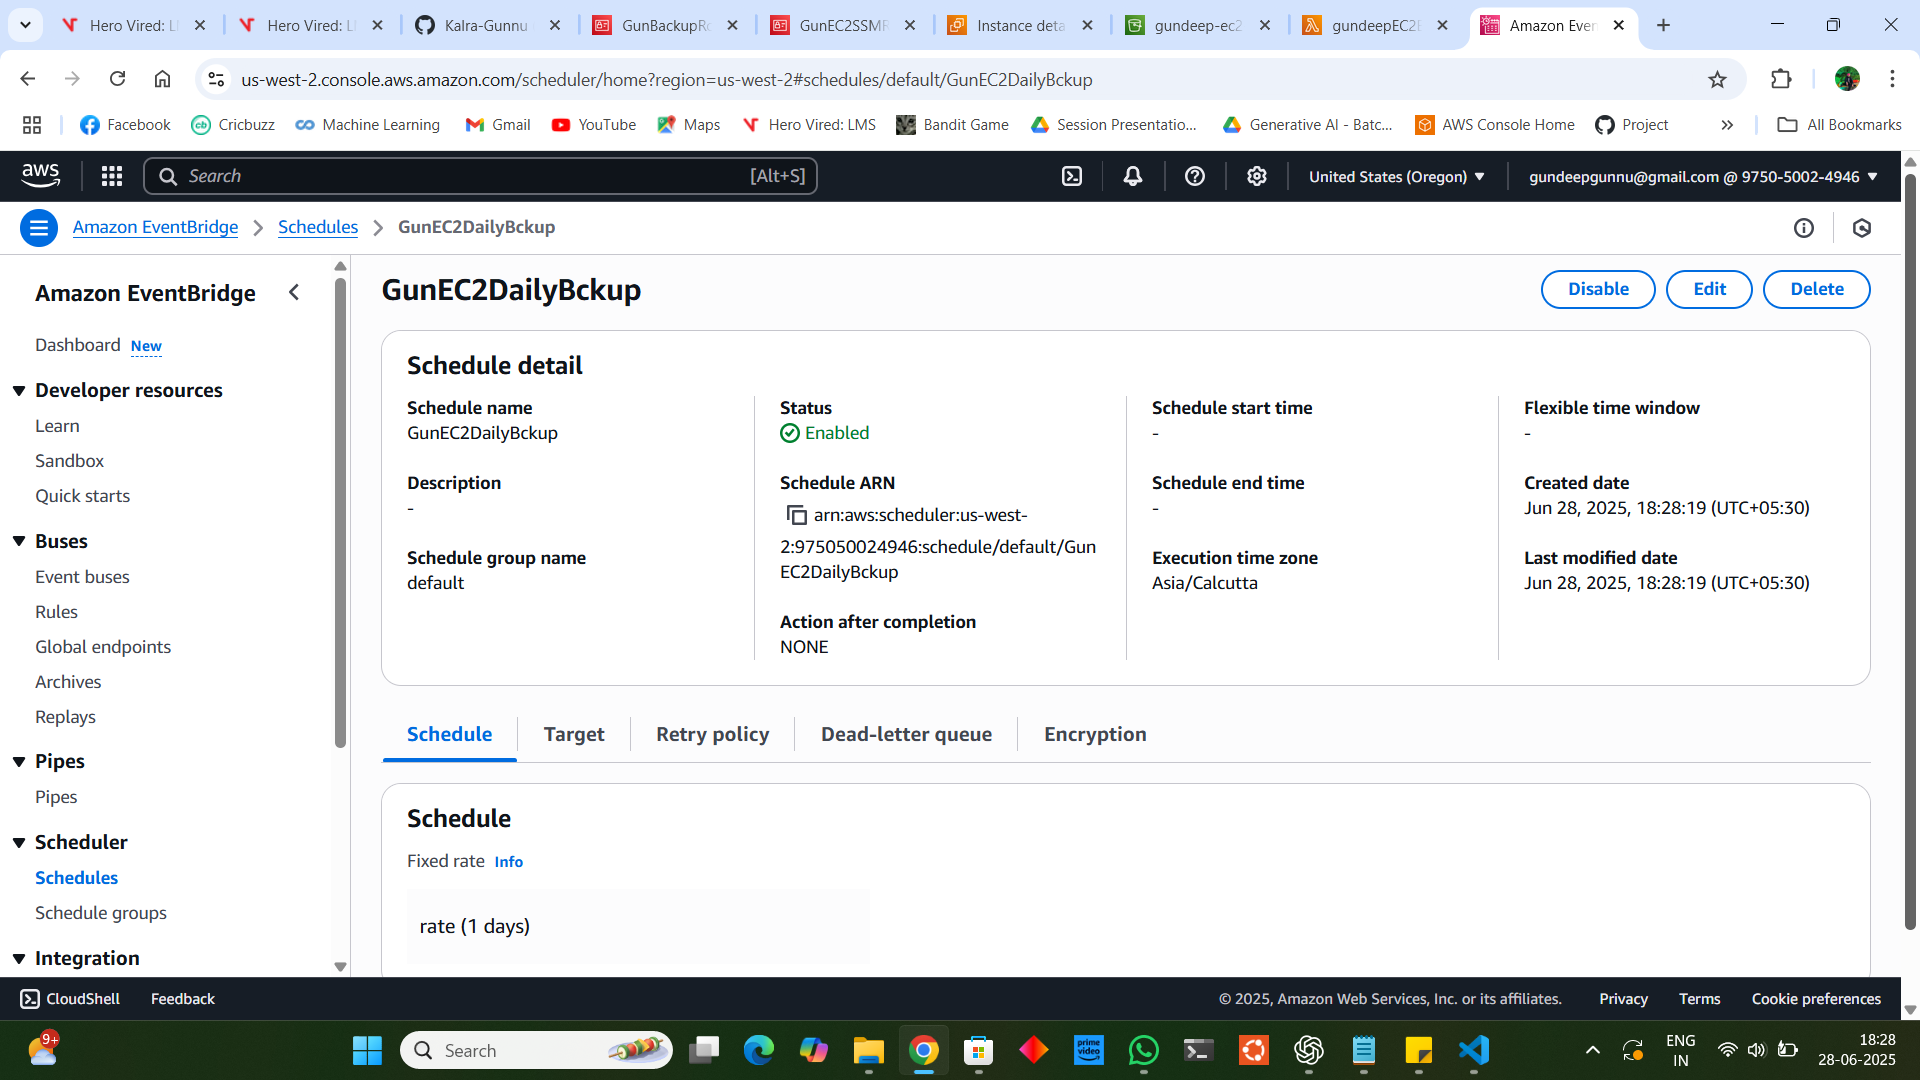 Hero Vired: L
Hero Vired: L
Kalra-Gunnu
GunBackupR
GunEC2SSMR
Instance deta
gundeep-ec2
gundeepEC2
Amazon Even
us-west-2.console.aws.amazon.com/scheduler/home?region=us-west-2#schedules/default/GunEC2DailyBckup
Facebook
Cricbuzz
Machine Learning
Gmail
YouTube
Maps
Hero Vired: LMS
Bandit Game
Session Presentatio...
Generative AI - Batc...
AWS Console Home
Project
All Bookmarks
aws
Search
[Alt+S]
United States (Oregon)
gundeepgunnu@gmail.com @ 9750-5002-4946
Amazon EventBridge
Schedules
GunEC2DailyBckup
Amazon EventBridge
Dashboard New
Developer resources
Learn
Sandbox
Quick starts
Buses
Event buses
Rules
Global endpoints
Archives
Replays
Pipes
Pipes
Scheduler
Schedules
Schedule groups
Integration
GunEC2DailyBckup
Disable
Edit
Delete
Schedule detail
Schedule name
GunEC2DailyBckup
Description
-
Schedule group name
default
Status
Enabled
Schedule ARN
arn:aws:scheduler:us-west-
2:975050024946:schedule/default/Gun
EC2DailyBckup
Action after completion
NONE
Schedule start time
-
Schedule end time
-
Execution time zone
Asia/Calcutta
Flexible time window
-
Created date
Jun 28, 2025, 18:28:19 (UTC+05:30)
Last modified date
Jun 28, 2025, 18:28:19 (UTC+05:30)
Schedule
Target
Retry policy
Dead-letter queue
Encryption
Schedule
Fixed rate Info
rate (1 days)
CloudShell
Feedback
© 2025, Amazon Web Services, Inc. or its affiliates.
Privacy
Terms
Cookie preferences
9+
Search
prime video
ENG
IN
18:28
28-06-2025